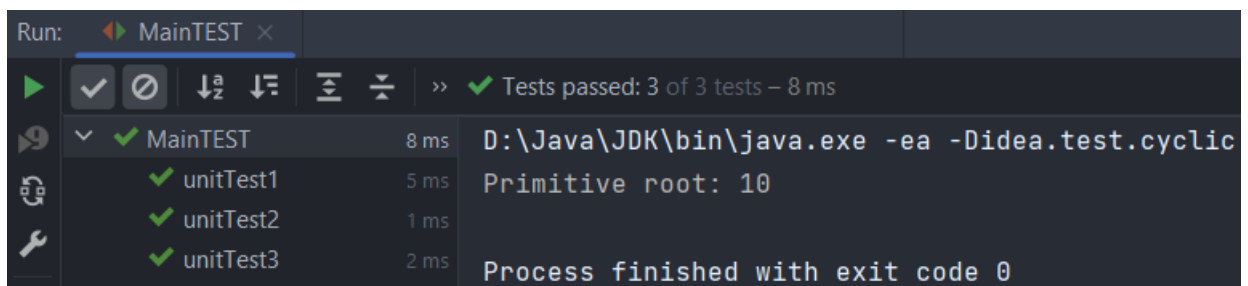 Run: MainTEST
Tests passed: 3 of 3 tests – 8 ms
MainTEST 8 ms
unitTest1 5 ms
unitTest2 1 ms
unitTest3 2 ms
D:\Java\JDK\bin\java.exe -ea -Didea.test.cyclic
Primitive root: 10
Process finished with exit code 0